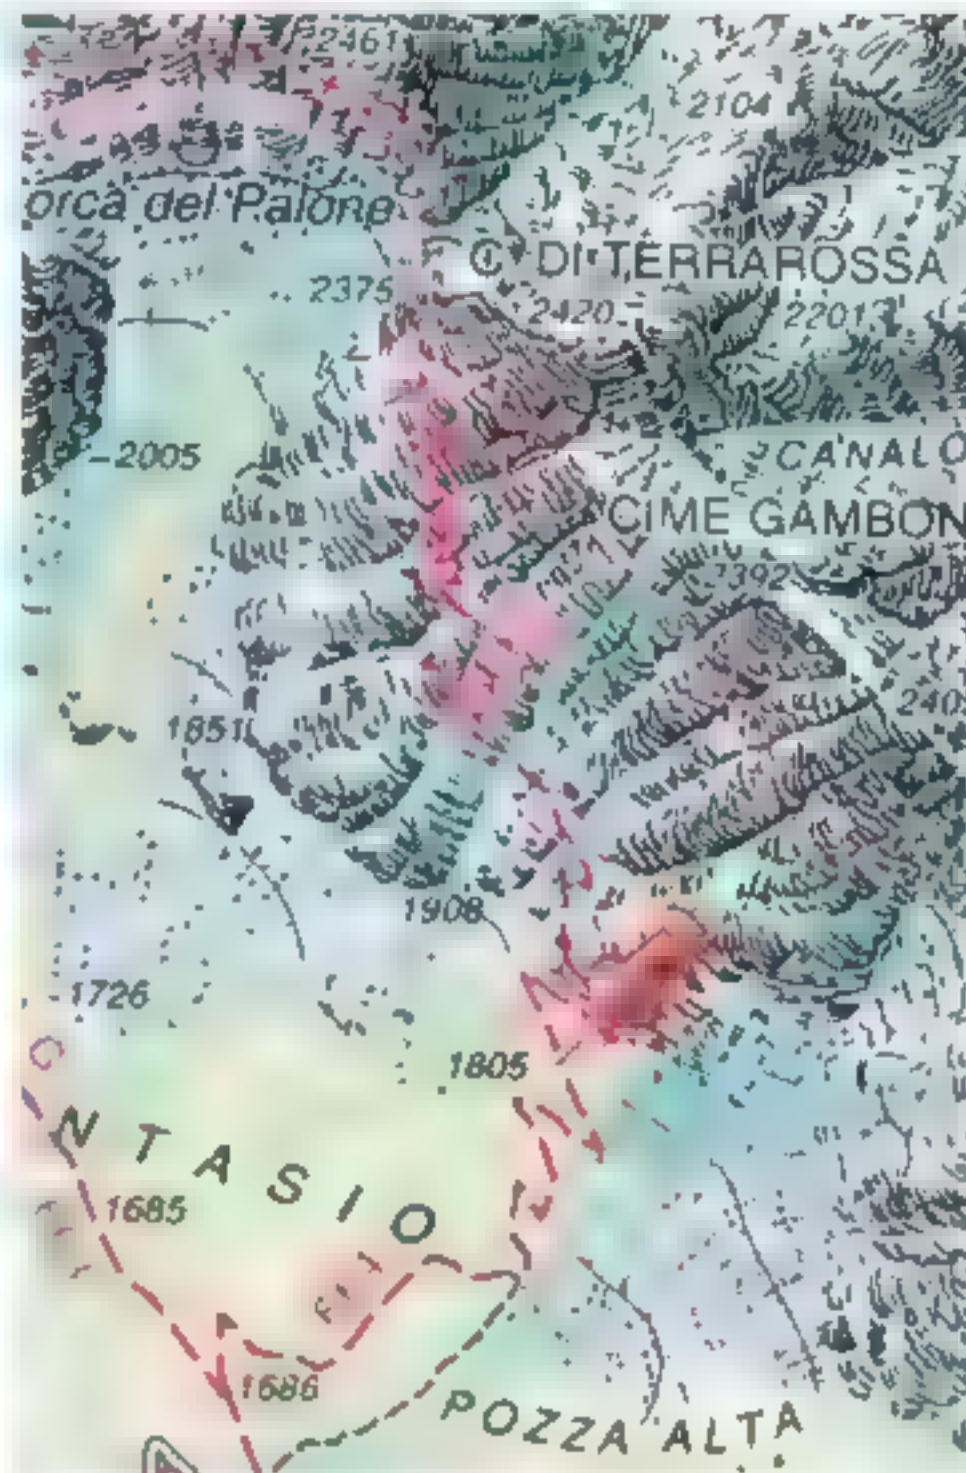 2461
2104
orca del Palone
C. DI TERRAROSSA
2375
2420
2201
2005
CANALO
CIME GAMBON
2392
240
1851
1908
1726
1805
C
NTASIO
1685
1686
POZZA ALTA